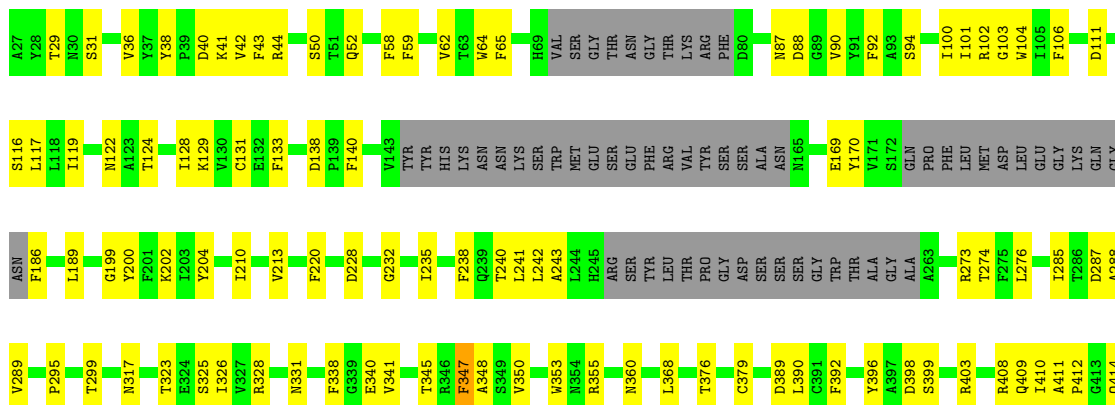 A27 Y28 T29 N30 S31 V36 Y37 Y38 P39 D40 K41 V42 F43 R44 S50 T51 Q52 F58 F59 V62 T63 W64 F65 H69 VAL SER GLY THR ASN GLY THR LYS ARG PHE D80 N87 D88 G89 V90 Y91 F92 A93 S94 I100 I101 R102 G103 W104 I105 F106 D111
S116 L117 L118 I119 N122 A123 T124 I128 K129 V130 C131 E132 F133 D138 P139 F140 V143 TYR TYR HIS LYS ASN ASN LYS SER TRP MET GLU SER GLU PHE ARG VAL TYR SER SER ALA ASN N165 E169 Y170 V171 S172 GLN PRO PHE LEU MET ASP LEU GLU GLY LYS GLN GLY
ASN F186 L189 G199 Y200 F201 K202 I203 Y204 I210 V213 F220 D228 G232 I235 F238 Q239 T240 L241 L242 A243 L244 H245 ARG SER TYR LEU THR PRO GLY ASP SER SER SER GLY TRP THR ALA GLY ALA A263 R273 T274 F275 L276 I285 T286 D287 A288
V289 P295 T299 N317 T323 E324 S325 I326 V327 R328 N331 F338 G339 E340 V341 T345 R346 F347 A348 S349 V350 W353 N354 R355 N360 L368 T376 C379 D389 L390 C391 F392 Y396 A397 D398 S399 R403 R408 Q409 I410 A411 P412 G413 Q414